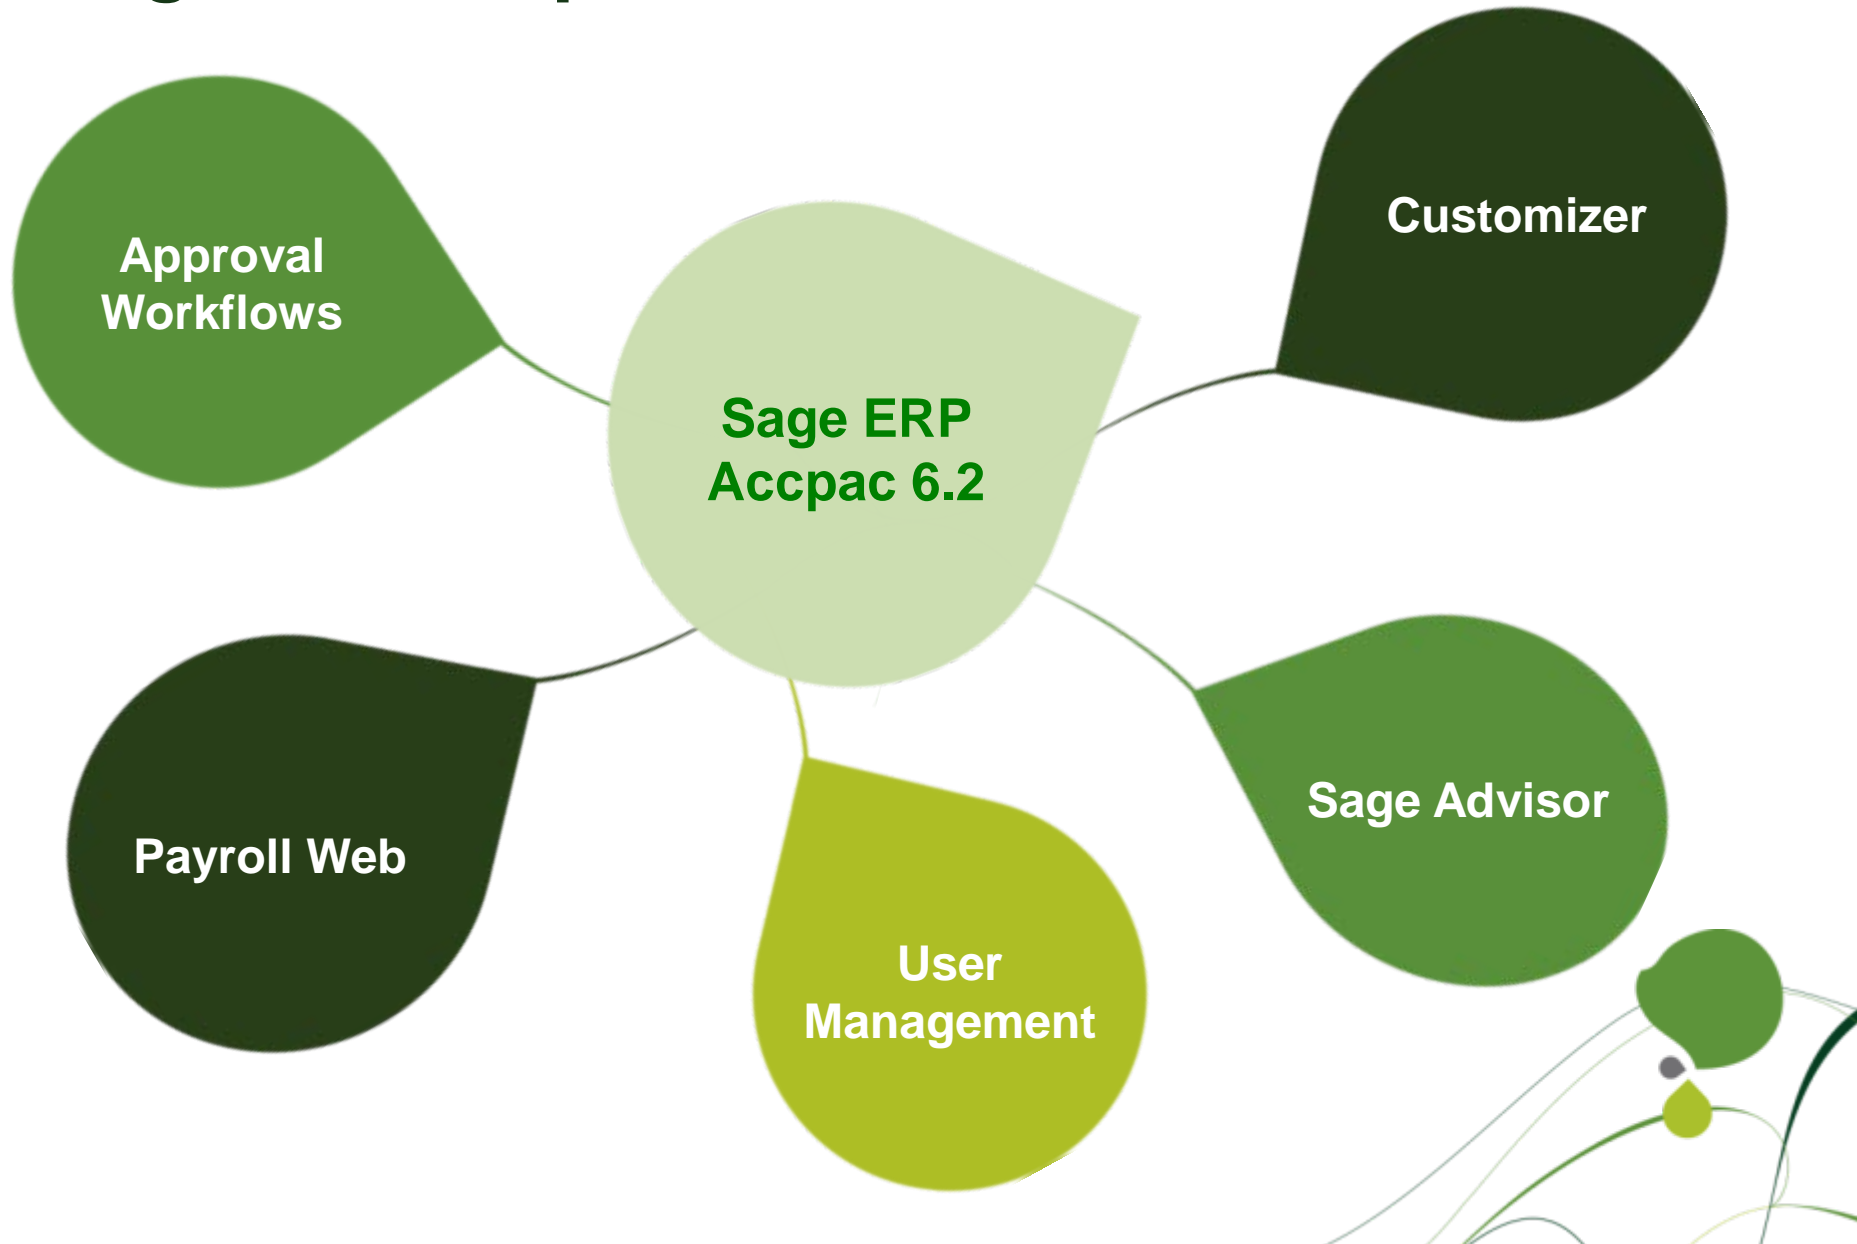 Customizer
Approval
Workflows
Sage ERP
Accpac 6.2
Sage Advisor
Payroll Web
User
Management